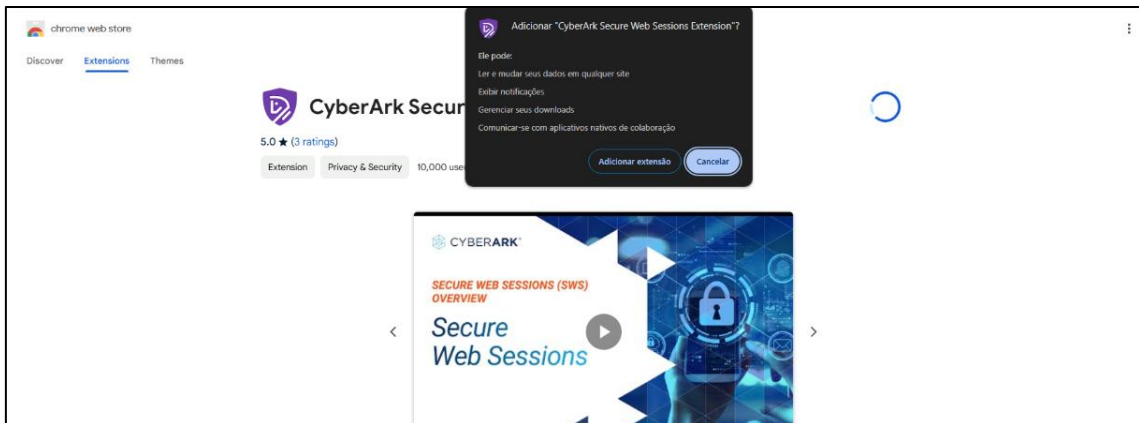 chrome web store
Discover Extensions Themes
CyberArk Secur
5.0 ★ (3 ratings)
Extension Privacy & Security 10,000 use
Adicionar "CyberArk Secure Web Sessions Extension"?
Ele pode:
Ler e mudar seus dados em qualquer site
Exibir notificações
Gerenciar seus downloads
Comunicar-se com aplicativos nativos de colaboração
Adicionar extensão Cancelar
CYBERARK®
SECURE WEB SESSIONS (SWS)
OVERVIEW
Secure
Web Sessions